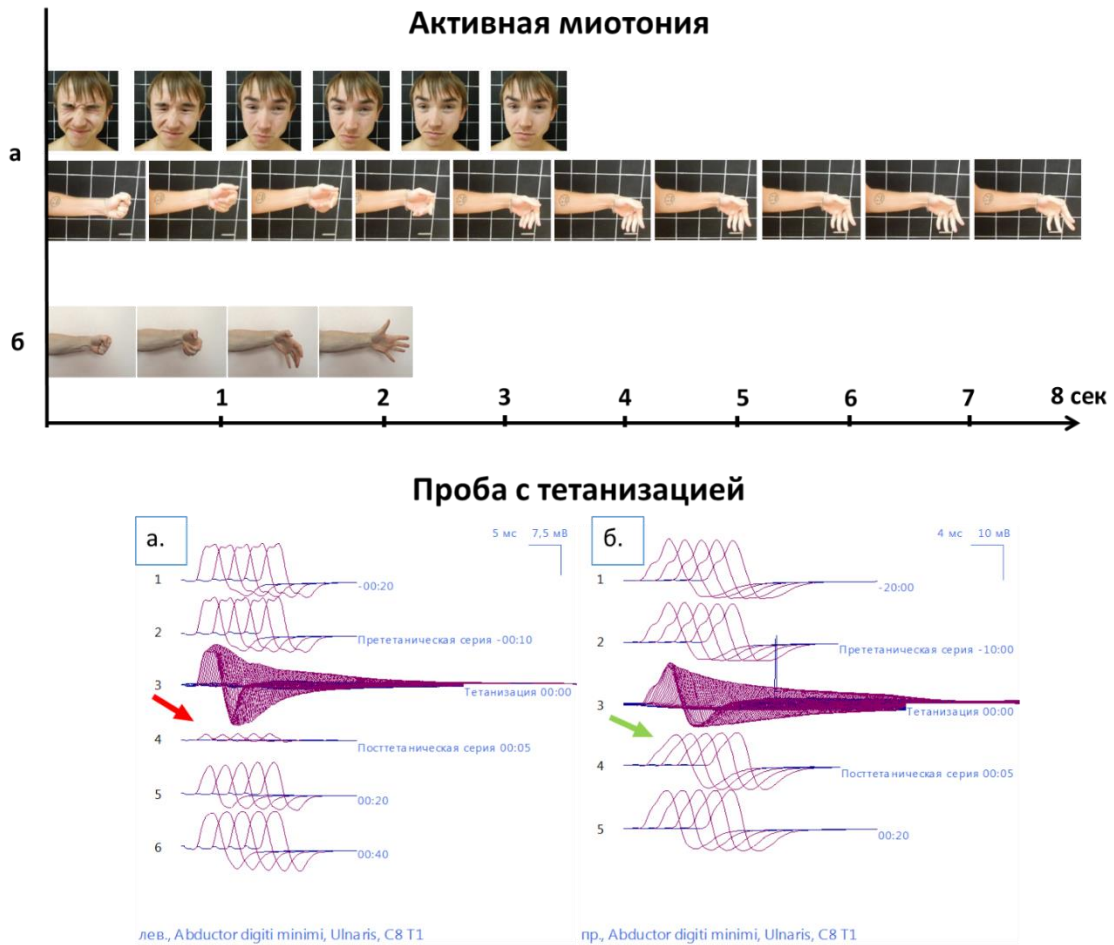 Активная миотония
а
б
1 2 3 4 5 6 7 8 сек
Проба с тетанизацией
а.
5 мс 7,5 мВ
1
-00:20
2
Прететаническая серия -00:10
3
Тетанизация 00:00
4
Посттетаническая серия 00:05
5
00:20
6
00:40
лев., Abductor digiti minimi, Ulnaris, C8 T1
б.
4 мс 10 мВ
1
-20:00
2
Прететаническая серия -10:00
3
Тетанизация 00:00
4
Посттетаническая серия 00:05
5
00:20
пр., Abductor digiti minimi, Ulnaris, C8 T1